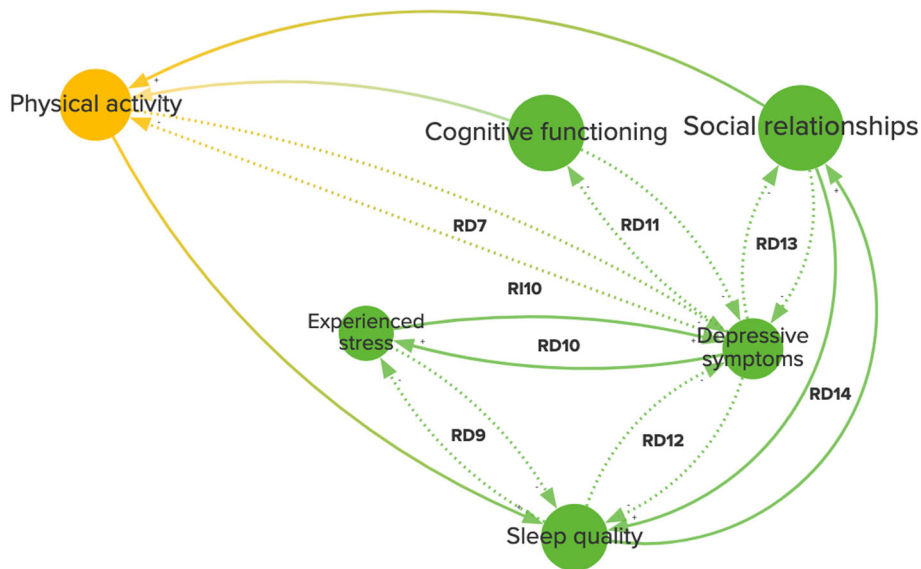 Physical activity
Cognitive functioning
Social relationships
RD7
RD11
RD13
RI10
Experienced
stress
RD10
Depressive
symptoms
RD14
RD9
RD12
Sleep quality